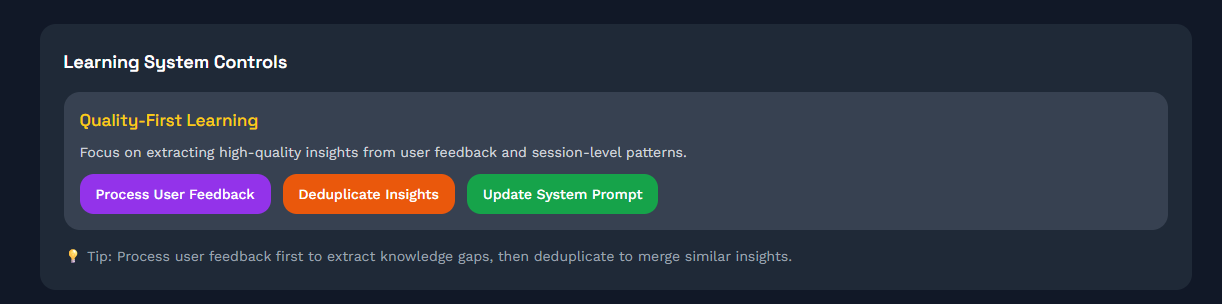 Learning System Controls
Quality-First Learning
Focus on extracting high-quality insights from user feedback and session-level patterns.
Process User Feedback Deduplicate Insights Update System Prompt
💡 Tip: Process user feedback first to extract knowledge gaps, then deduplicate to merge similar insights.